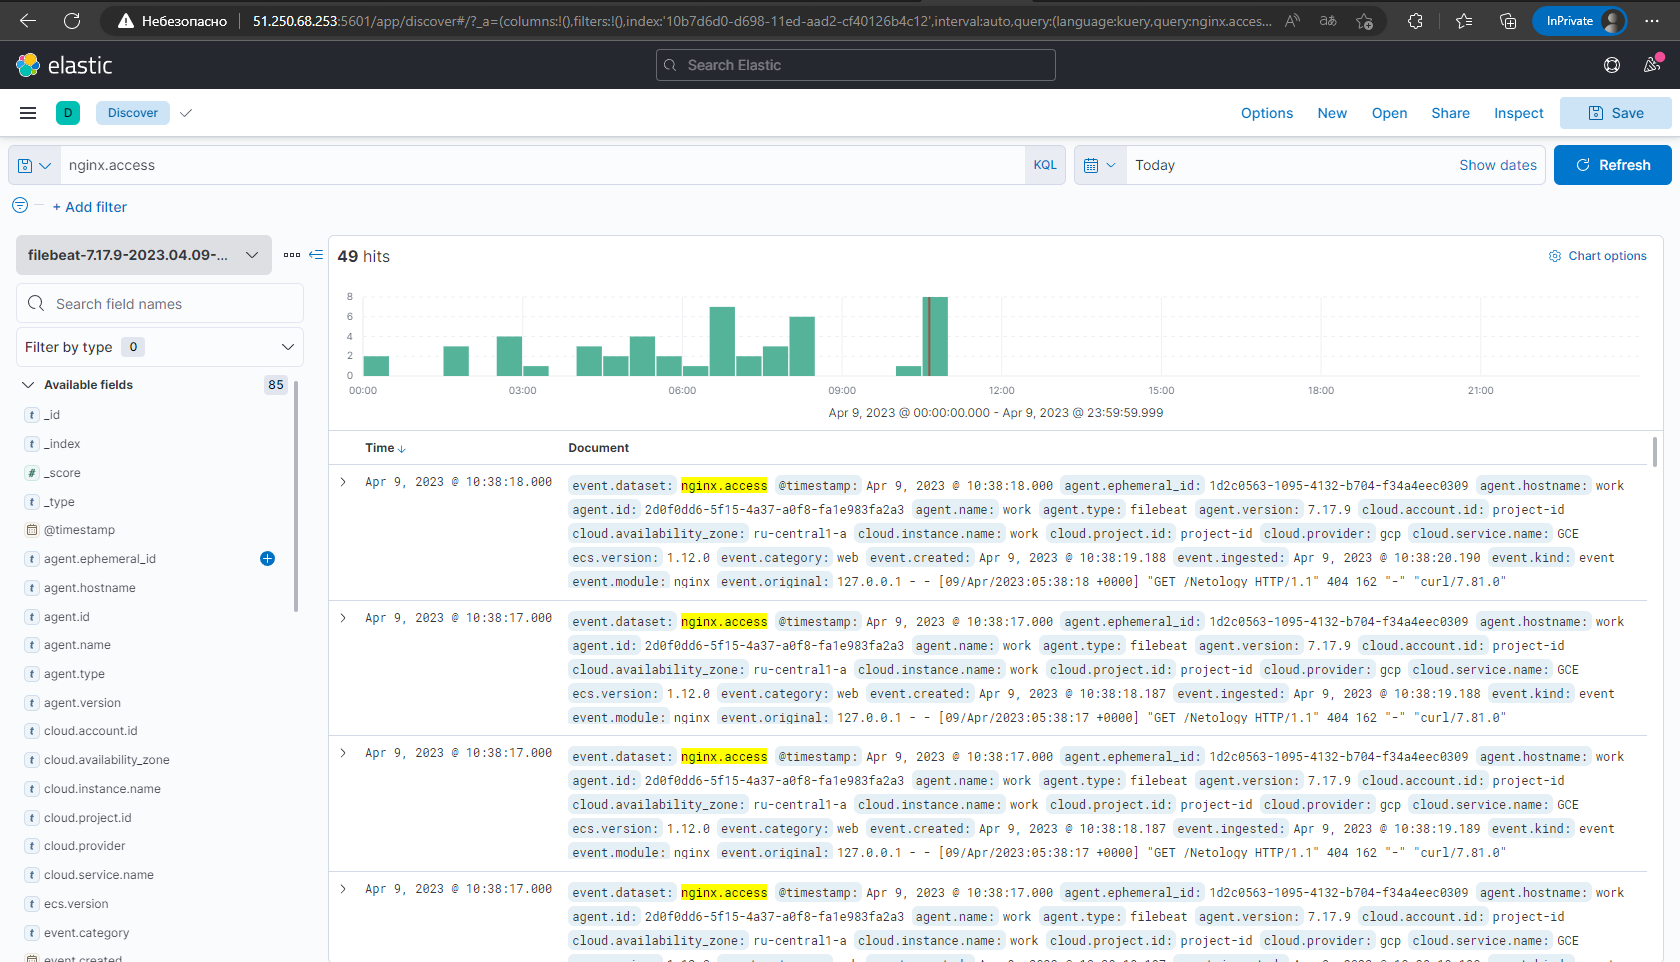 Небезопасно 51.250.68.253:5601/app/discover#/?_a=(columns:!(),filters:!(),index:'10b7d6d0-d698-11ed-aad2-cf40126b4c12',interval:auto,query:(language:kuery,query:nginx.acces... InPrivate
elastic Search Elastic
D Discover Options New Open Share Inspect Save
nginx.access KQL Today Show dates Refresh
+ Add filter
filebeat-7.17.9-2023.04.09-...
49 hits Chart options
Search field names
Filter by type 0
Available fields 85
_id
_index
_score
_type
@timestamp
agent.ephemeral_id
agent.hostname
agent.id
agent.name
agent.type
agent.version
cloud.account.id
cloud.availability_zone
cloud.instance.name
cloud.project.id
cloud.provider
cloud.service.name
ecs.version
event.category
event.created
8
6
4
2
0
00:00 03:00 06:00 09:00 12:00 15:00 18:00 21:00
Apr 9, 2023 @ 00:00:00.000 - Apr 9, 2023 @ 23:59:59.999
Time Document
Apr 9, 2023 @ 10:38:18.000 event.dataset: nginx.access @timestamp: Apr 9, 2023 @ 10:38:18.000 agent.ephemeral_id: 1d2c0563-1095-4132-b704-f34a4eec0309 agent.hostname: work
agent.id: 2d0f0dd6-5f15-4a37-a0f8-fa1e983fa2a3 agent.name: work agent.type: filebeat agent.version: 7.17.9 cloud.account.id: project-id
cloud.availability_zone: ru-central1-a cloud.instance.name: work cloud.project.id: project-id cloud.provider: gcp cloud.service.name: GCE
ecs.version: 1.12.0 event.category: web event.created: Apr 9, 2023 @ 10:38:19.188 event.ingested: Apr 9, 2023 @ 10:38:20.190 event.kind: event
event.module: nginx event.original: 127.0.0.1 - - [09/Apr/2023:05:38:18 +0000] "GET /Netology HTTP/1.1" 404 162 "-" "curl/7.81.0"
Apr 9, 2023 @ 10:38:17.000 event.dataset: nginx.access @timestamp: Apr 9, 2023 @ 10:38:17.000 agent.ephemeral_id: 1d2c0563-1095-4132-b704-f34a4eec0309 agent.hostname: work
agent.id: 2d0f0dd6-5f15-4a37-a0f8-fa1e983fa2a3 agent.name: work agent.type: filebeat agent.version: 7.17.9 cloud.account.id: project-id
cloud.availability_zone: ru-central1-a cloud.instance.name: work cloud.project.id: project-id cloud.provider: gcp cloud.service.name: GCE
ecs.version: 1.12.0 event.category: web event.created: Apr 9, 2023 @ 10:38:18.187 event.ingested: Apr 9, 2023 @ 10:38:19.188 event.kind: event
event.module: nginx event.original: 127.0.0.1 - - [09/Apr/2023:05:38:17 +0000] "GET /Netology HTTP/1.1" 404 162 "-" "curl/7.81.0"
Apr 9, 2023 @ 10:38:17.000 event.dataset: nginx.access @timestamp: Apr 9, 2023 @ 10:38:17.000 agent.ephemeral_id: 1d2c0563-1095-4132-b704-f34a4eec0309 agent.hostname: work
agent.id: 2d0f0dd6-5f15-4a37-a0f8-fa1e983fa2a3 agent.name: work agent.type: filebeat agent.version: 7.17.9 cloud.account.id: project-id
cloud.availability_zone: ru-central1-a cloud.instance.name: work cloud.project.id: project-id cloud.provider: gcp cloud.service.name: GCE
ecs.version: 1.12.0 event.category: web event.created: Apr 9, 2023 @ 10:38:18.187 event.ingested: Apr 9, 2023 @ 10:38:19.189 event.kind: event
event.module: nginx event.original: 127.0.0.1 - - [09/Apr/2023:05:38:17 +0000] "GET /Netology HTTP/1.1" 404 162 "-" "curl/7.81.0"
Apr 9, 2023 @ 10:38:17.000 event.dataset: nginx.access @timestamp: Apr 9, 2023 @ 10:38:17.000 agent.ephemeral_id: 1d2c0563-1095-4132-b704-f34a4eec0309 agent.hostname: work
agent.id: 2d0f0dd6-5f15-4a37-a0f8-fa1e983fa2a3 agent.name: work agent.type: filebeat agent.version: 7.17.9 cloud.account.id: project-id
cloud.availability_zone: ru-central1-a cloud.instance.name: work cloud.project.id: project-id cloud.provider: gcp cloud.service.name: GCE